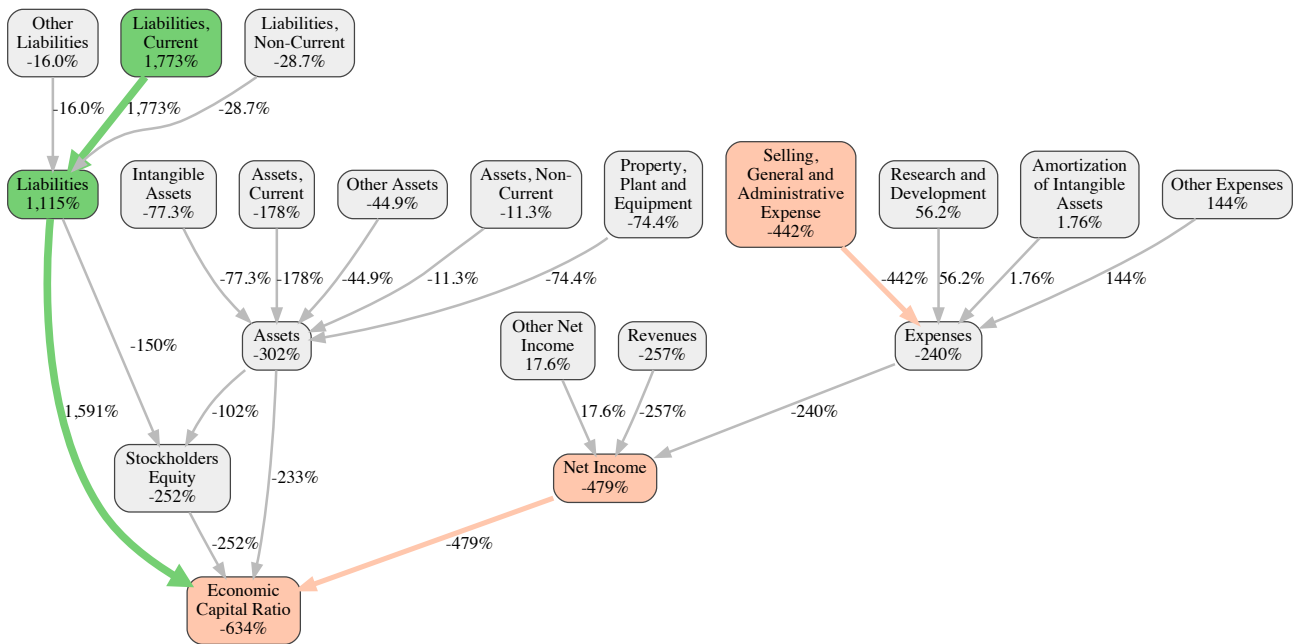 Other
Liabilities
-16.0%
Liabilities,
Current
1,773%
Liabilities,
Non-Current
-28.7%
-16.0%
1,773%
-28.7%
Liabilities
1,115%
Intangible
Assets
-77.3%
Assets,
Current
-178%
Other Assets
-44.9%
Assets, Non-
Current
-11.3%
Property,
Plant and
Equipment
-74.4%
Selling,
General and
Administrative
Expense
-442%
Research and
Development
56.2%
Amortization
of Intangible
Assets
1.76%
Other Expenses
144%
-77.3%
-178%
-44.9%
-11.3%
-74.4%
-442%
56.2%
1.76%
144%
-150%
Assets
-302%
Other Net
Income
17.6%
Revenues
-257%
Expenses
-240%
1,591%
-102%
17.6%
-257%
-240%
Stockholders
Equity
-252%
-233%
Net Income
-479%
-252%
-479%
Economic
Capital Ratio
-634%